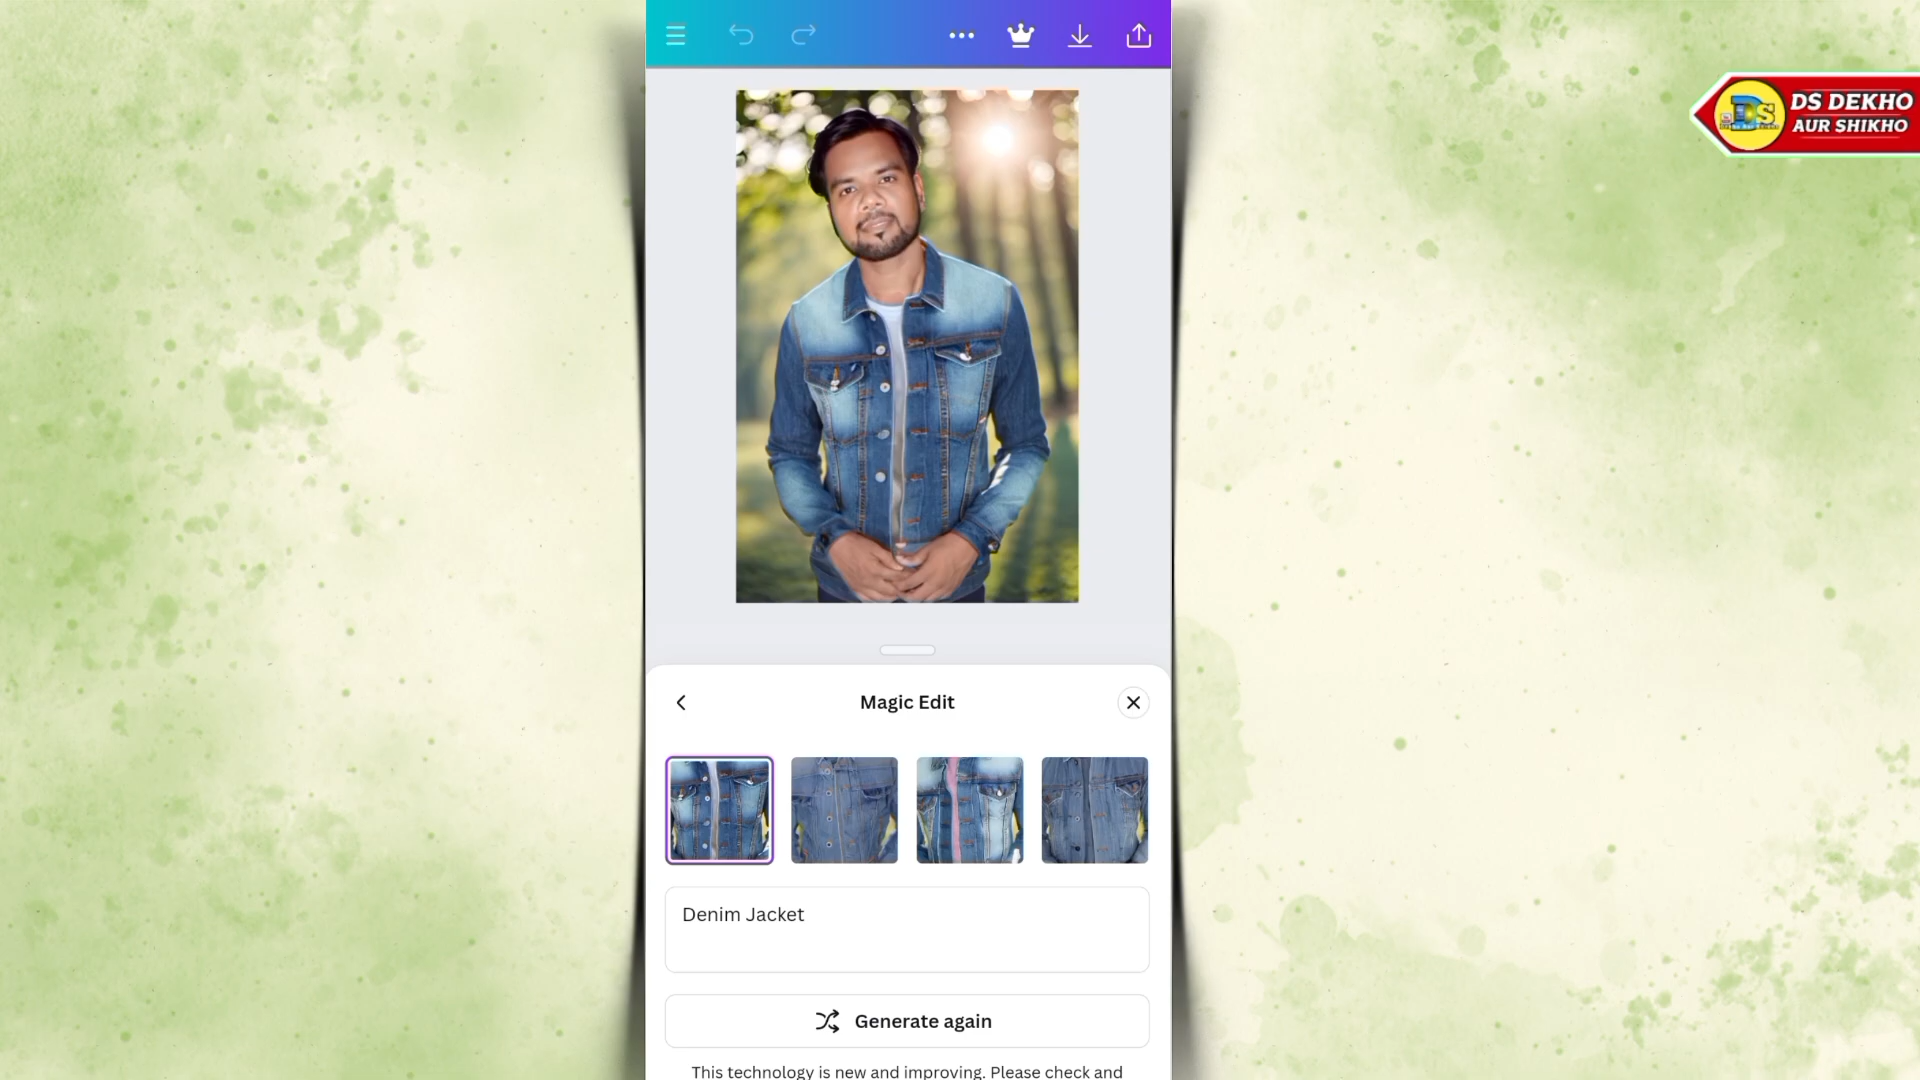 DS DEKHO
AUR SHIKHO
Ds
Magic Edit
Denim Jacket
Generate again
This technology is new and improving. Please check and